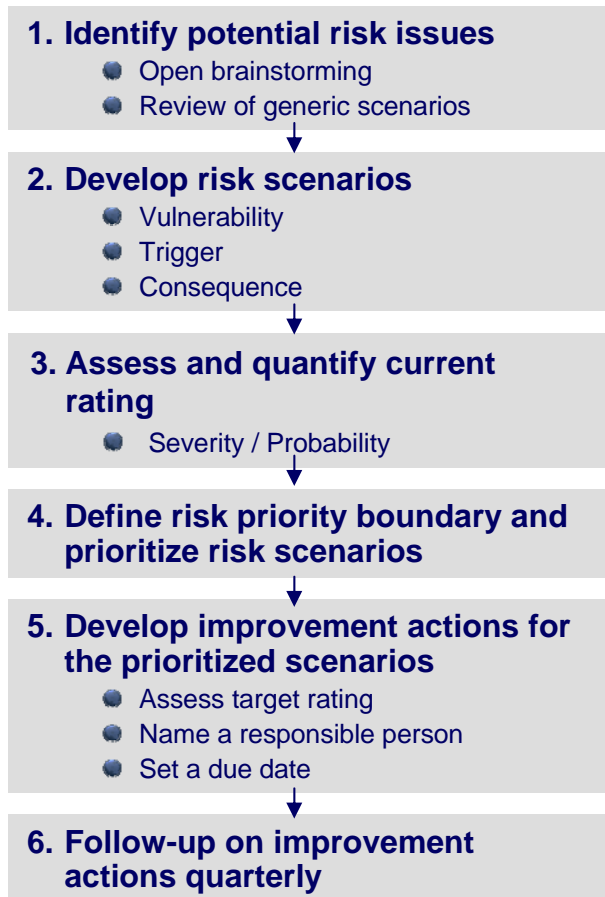 1. Identify potential risk issues
Open brainstorming
Review of generic scenarios
2. Develop risk scenarios
Vulnerability
Trigger
Consequence
3. Assess and quantify current
rating
Severity / Probability
4. Define risk priority boundary and
prioritize risk scenarios
5. Develop improvement actions for
the prioritized scenarios
Assess target rating
Name a responsible person
Set a due date
6. Follow-up on improvement
actions quarterly